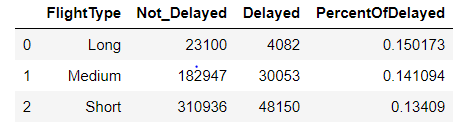 FlightType Not_Delayed Delayed PercentOfDelayed
0 Long 23100 4082 0.150173
1 Medium 182947 30053 0.141094
2 Short 310936 48150 0.13409